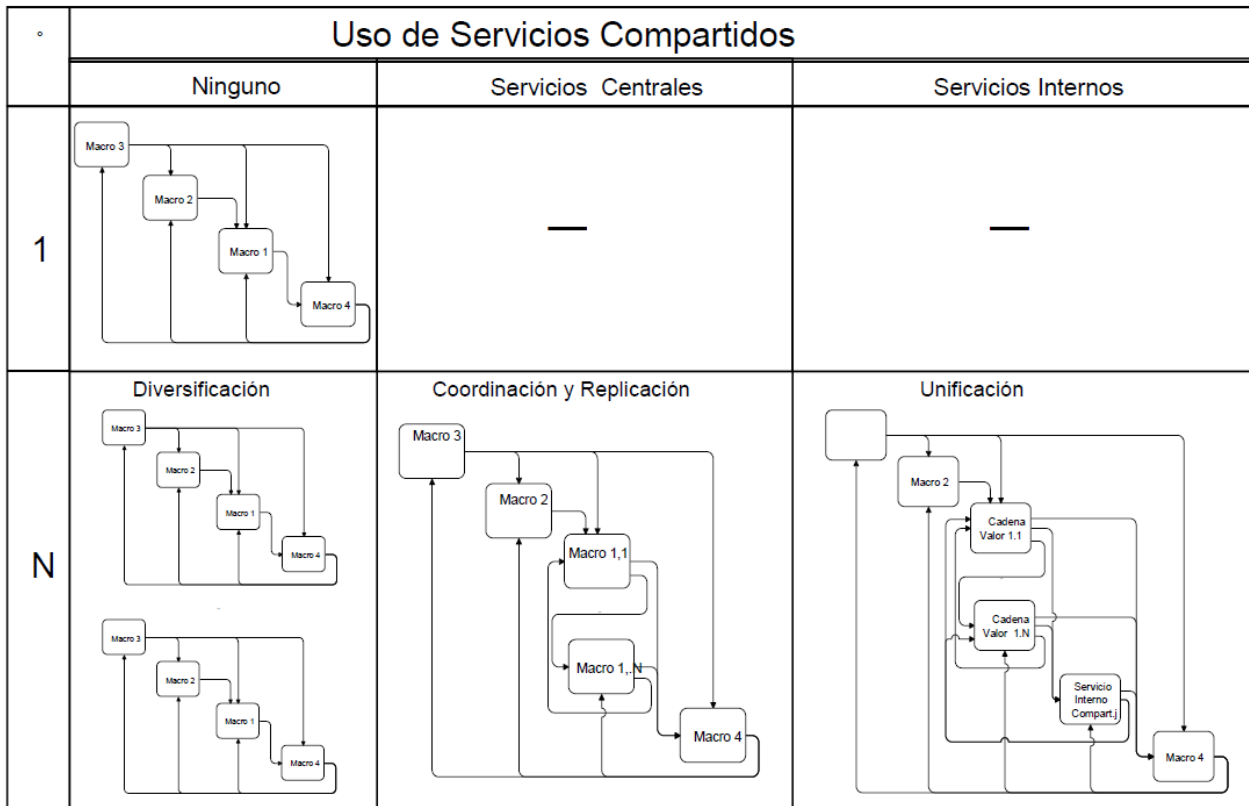 Uso de Servicios Compartidos
Ninguno
Servicios Centrales
Servicios Internos
1
Macro 3
Macro 2
Macro 1
Macro 4
—
—
N
Diversificación
Macro 3
Macro 2
Macro 1
Macro 4
Macro 3
Macro 2
Macro 1
Macro 4
Coordinación y Replicación
Macro 3
Macro 2
Macro 1,1
Macro 1,.N
Macro 4
Unificación
Macro 2
Cadena
Valor 1.1
Cadena
Valor 1.N
Servicio
Interno
Compart.j
Macro 4